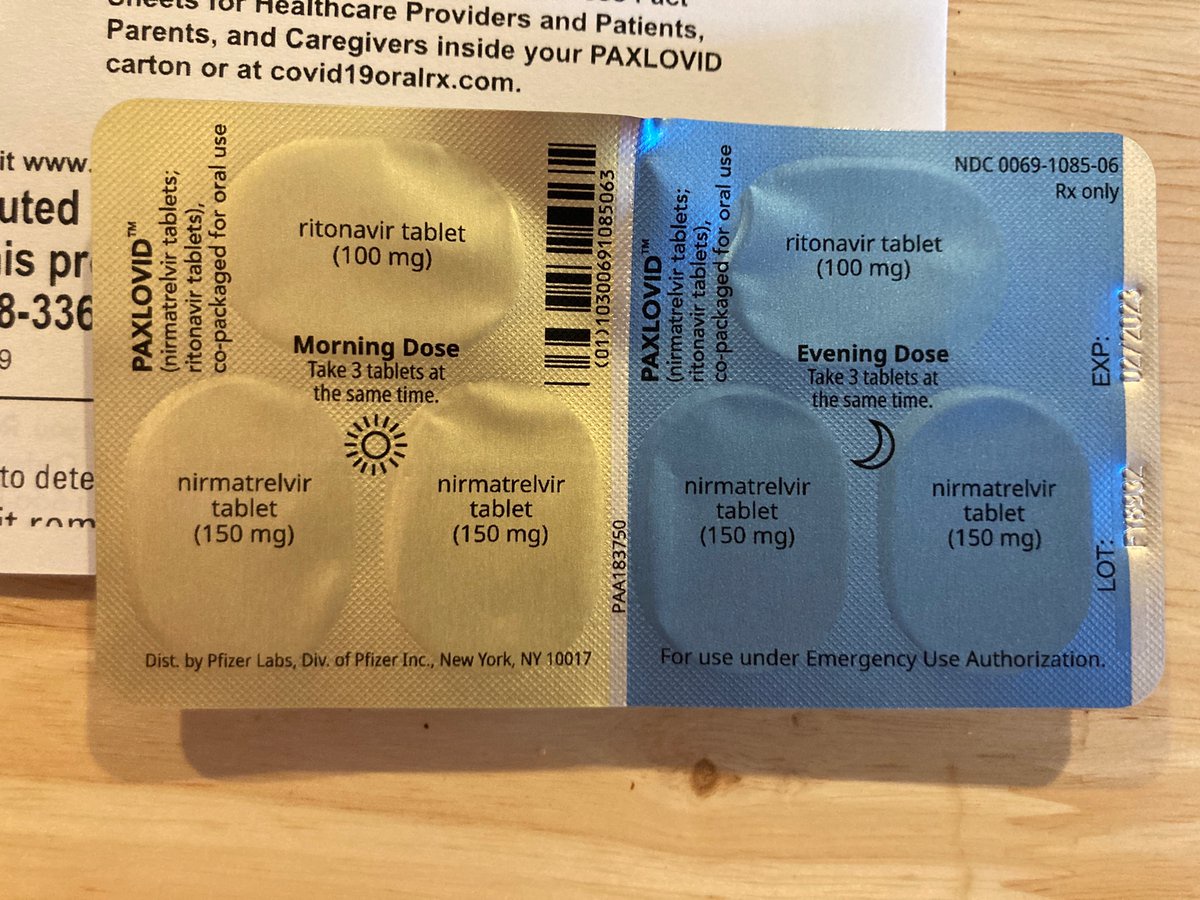 Sheets for Healthcare Providers and Patients,
Parents, and Caregivers inside your PAXLOVID
carton or at covid19oralrx.com.
it www.
uted
is pr
8-336
9
to dete
PAXLOVID™
(nirmatrelvir tablets;
ritonavir tablets),
co-packaged for oral use
ritonavir tablet
(100 mg)
(01)10300691085063
Morning Dose
Take 3 tablets at
the same time.
nirmatrelvir
tablet
(150 mg)
nirmatrelvir
tablet
(150 mg)
PAA183750
Dist. by Pfizer Labs, Div. of Pfizer Inc., New York, NY 10017
PAXLOVID™
(nirmatrelvir tablets;
ritonavir tablets),
co-packaged for oral use
NDC 0069-1085-06
Rx only
ritonavir tablet
(100 mg)
Evening Dose
Take 3 tablets at
the same time.
nirmatrelvir
tablet
(150 mg)
nirmatrelvir
tablet
(150 mg)
EXP: 02/2023
LOT:
For use under Emergency Use Authorization.